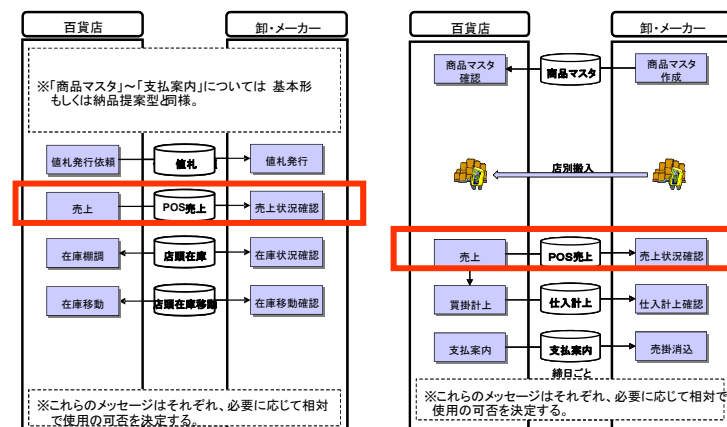 百貨店
卸・メーカー
※「商品マスタ」～「支払案内」については 基本形
もしくは納品提案型と同様。
値札発行依頼
値札
値札発行
売上
POS売上
売上状況確認
在庫棚調
店頭在庫
在庫状況確認
在庫移動
店頭在庫移動
在庫移動確認
※これらのメッセージはそれぞれ、必要に応じて相対
で使用の可否を決定する。
百貨店
卸・メーカー
商品マスタ
確認
商品マスタ
商品マスタ
作成
店別搬入
売上
POS売上
売上状況確認
買掛計上
仕入計上
仕入計上確認
支払案内
支払案内
売掛消込
締日ごと
※これらのメッセージはそれぞれ、必要に応じて相対で
使用の可否を決定する。